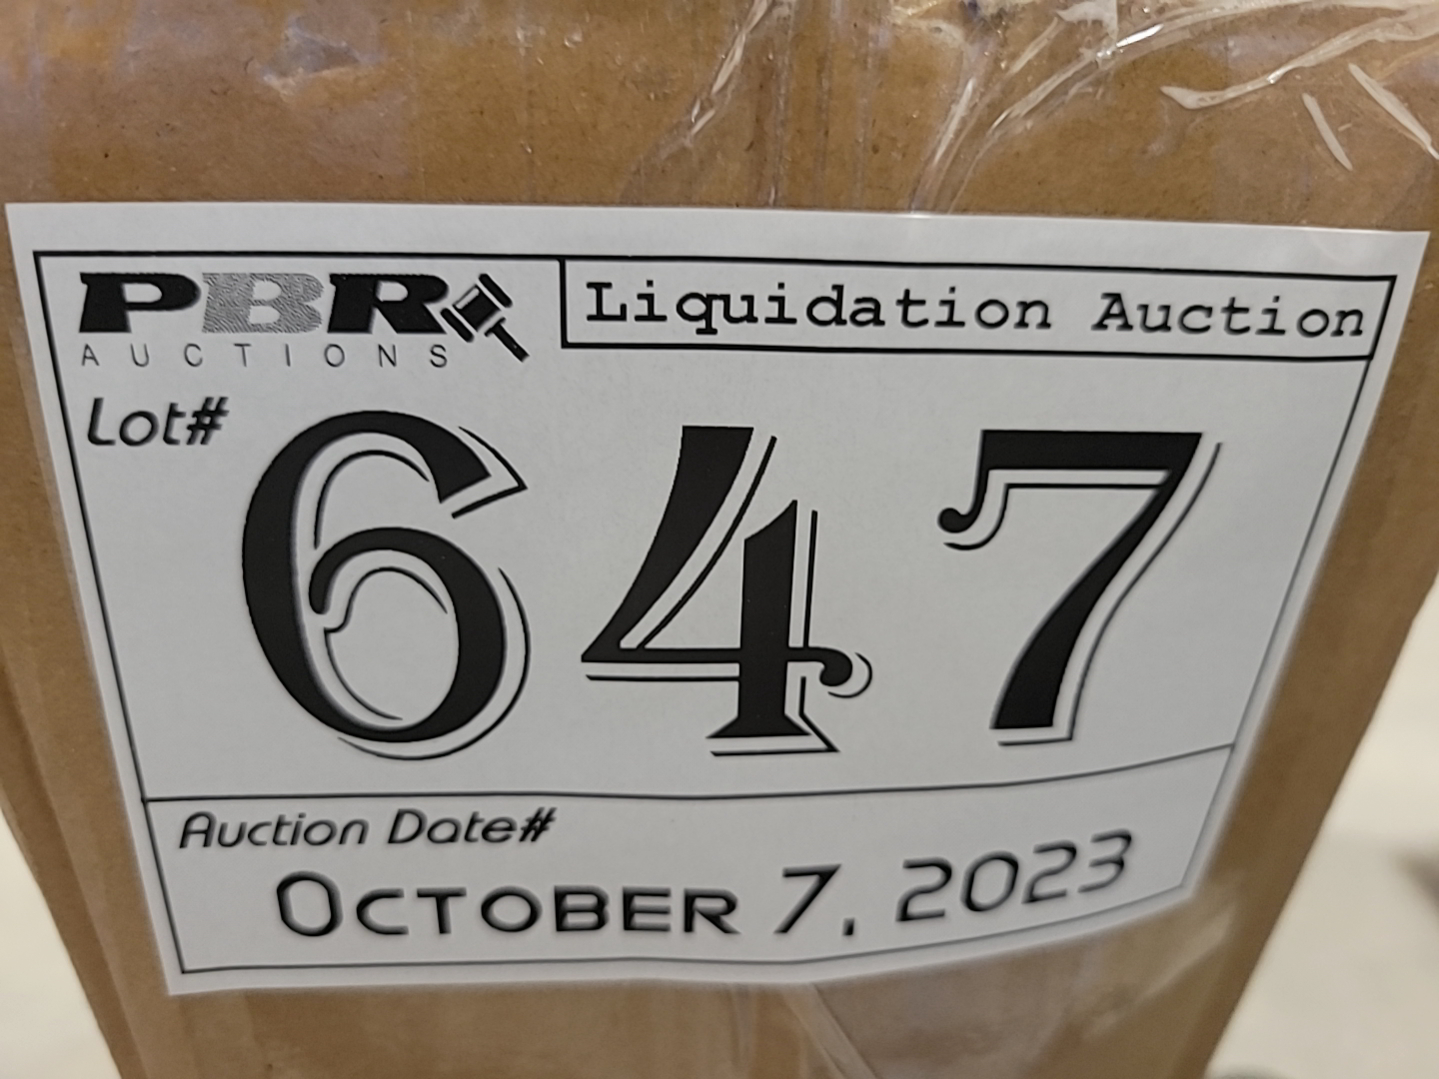 PBR
AUCTIONS
Liquidation Auction
Lot#
647
Auction Date#
OCTOBER 7, 2023